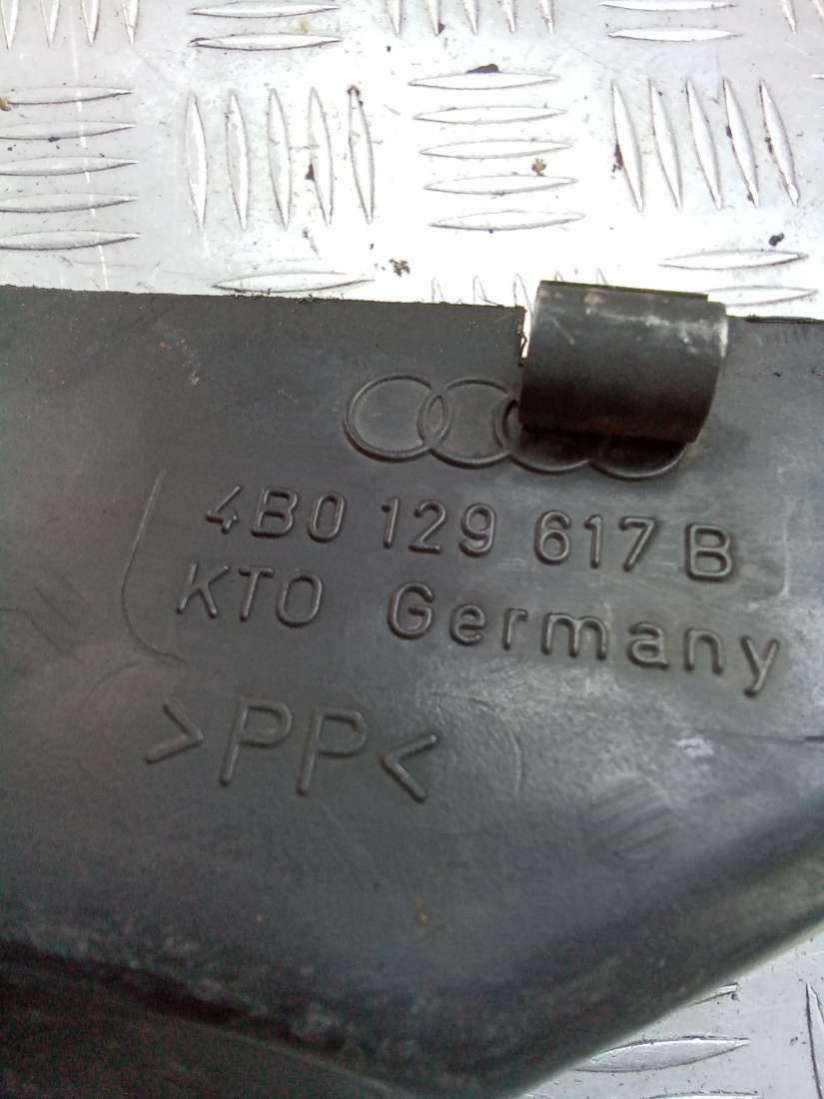 4B0 129 617 B
KTO Germany
>PP<